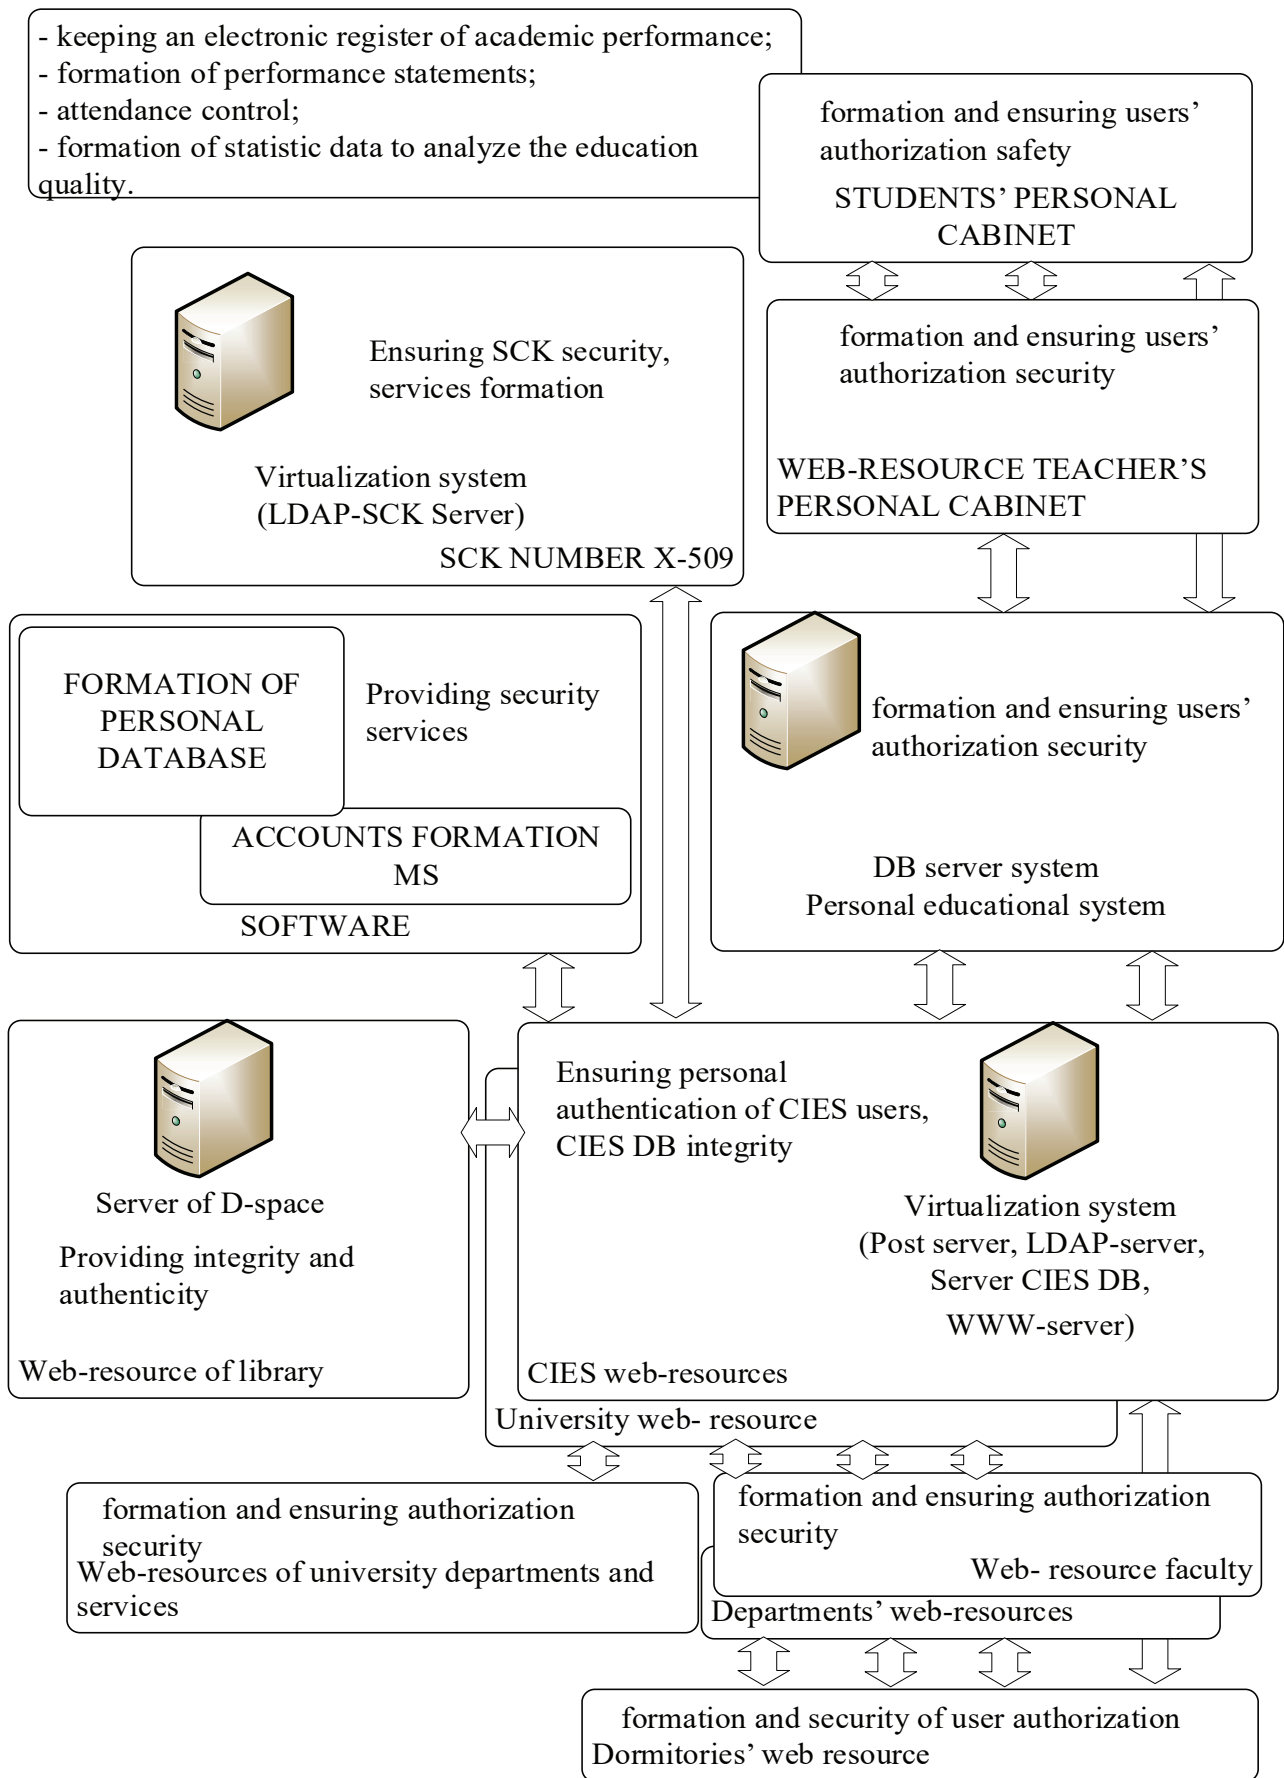 - keeping an electronic register of academic performance;
- formation of performance statements;
- attendance control;
- formation of statistic data to analyze the education
quality.
formation and ensuring users’
authorization safety
STUDENTS’ PERSONAL
CABINET
Ensuring SCK security,
services formation
Virtualization system
(LDAP-SCK Server)
SCK NUMBER X-509
formation and ensuring users’
authorization security
WEB-RESOURCE TEACHER’S
PERSONAL CABINET
FORMATION OF
PERSONAL
DATABASE
Providing security
services
ACCOUNTS FORMATION
MS
SOFTWARE
formation and ensuring users’
authorization security
DB server system
Personal educational system
Server of D-space
Providing integrity and
authenticity
Web-resource of library
Ensuring personal
authentication of CIES users,
CIES DB integrity
Virtualization system
(Post server, LDAP-server,
Server CIES DB,
WWW-server)
CIES web-resources
University web- resource
formation and ensuring authorization
security
Web-resources of university departments and
services
formation and ensuring authorization
security
Web- resource faculty
Departments’ web-resources
formation and security of user authorization
Dormitories’ web resource